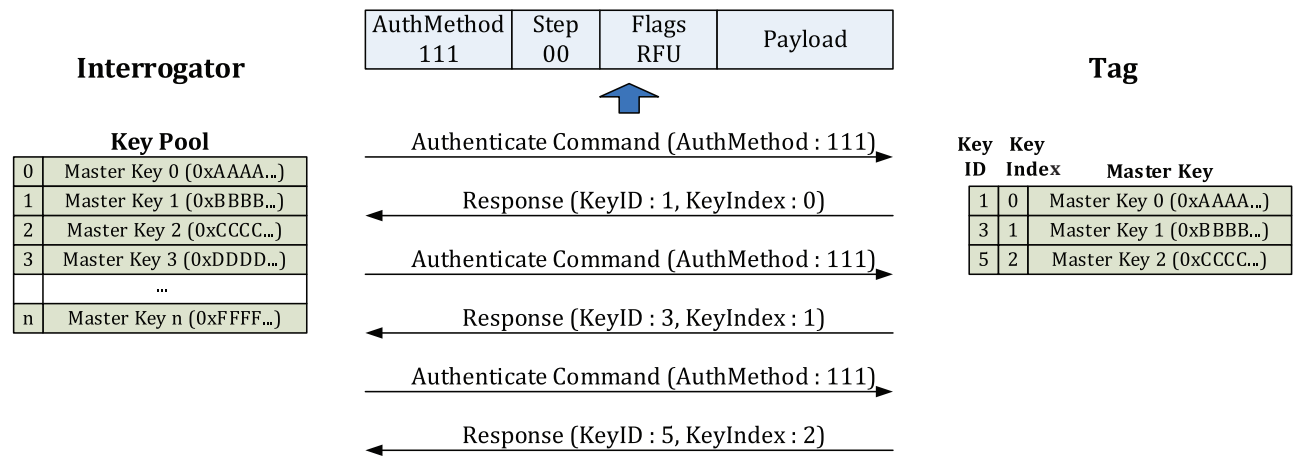 AuthMethod 111
Step 00
Flags RFU
Payload
Interrogator
Tag
Key Pool
0 Master Key 0 (0xAAAA...)
1 Master Key 1 (0xBBBB...)
2 Master Key 2 (0xCCCC...)
3 Master Key 3 (0xDDDD...)
...
n Master Key n (0xFFFF...)
Authenticate Command (AuthMethod : 111)
Response (KeyID : 1, KeyIndex : 0)
Authenticate Command (AuthMethod : 111)
Response (KeyID : 3, KeyIndex : 1)
Authenticate Command (AuthMethod : 111)
Response (KeyID : 5, KeyIndex : 2)
Key ID
Key Index
Master Key
1 0 Master Key 0 (0xAAAA...)
3 1 Master Key 1 (0xBBBB...)
5 2 Master Key 2 (0xCCCC...)